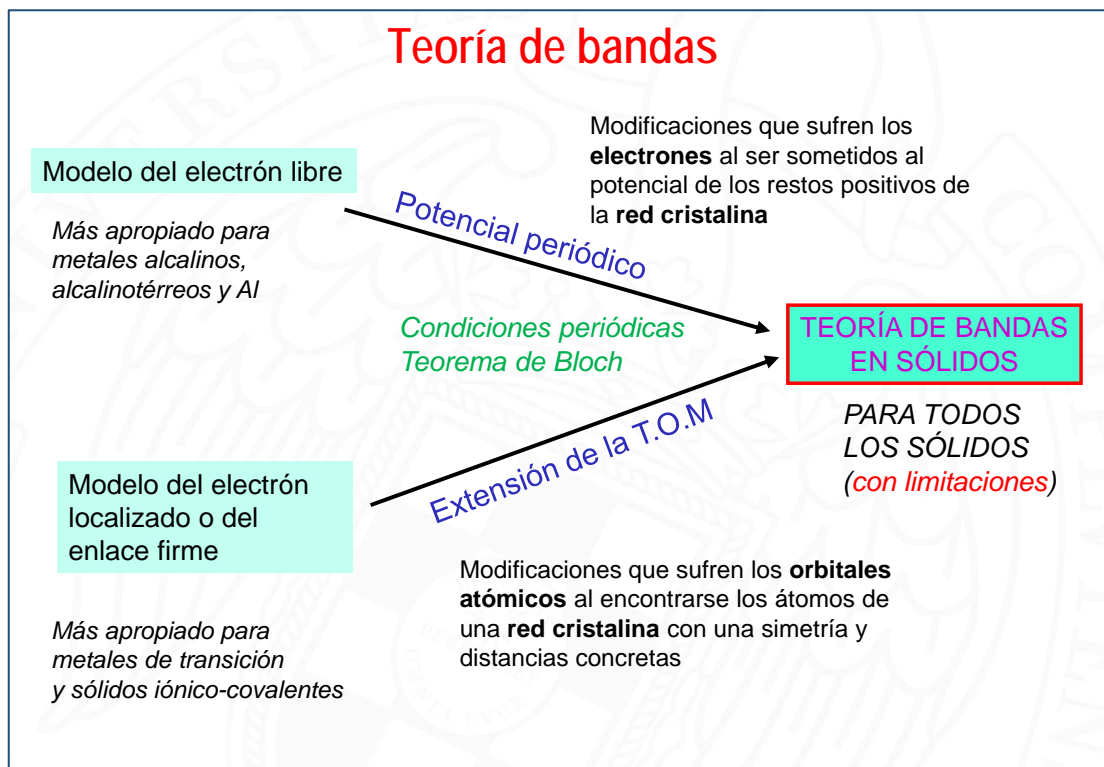 Teoría de bandas
Modelo del electrón libre
Más apropiado para
metales alcalinos,
alcalinotérreos y Al
Potencial periódico
Modificaciones que sufren los
electrones al ser sometidos al
potencial de los restos positivos de
la red cristalina
Condiciones periódicas
Teorema de Bloch
TEORÍA DE BANDAS
EN SÓLIDOS
PARA TODOS
LOS SÓLIDOS
(con limitaciones)
Extensión de la T.O.M
Modelo del electrón
localizado o del
enlace firme
Más apropiado para
metales de transición
y sólidos iónico-covalentes
Modificaciones que sufren los orbitales
atómicos al encontrarse los átomos de
una red cristalina con una simetría y
distancias concretas